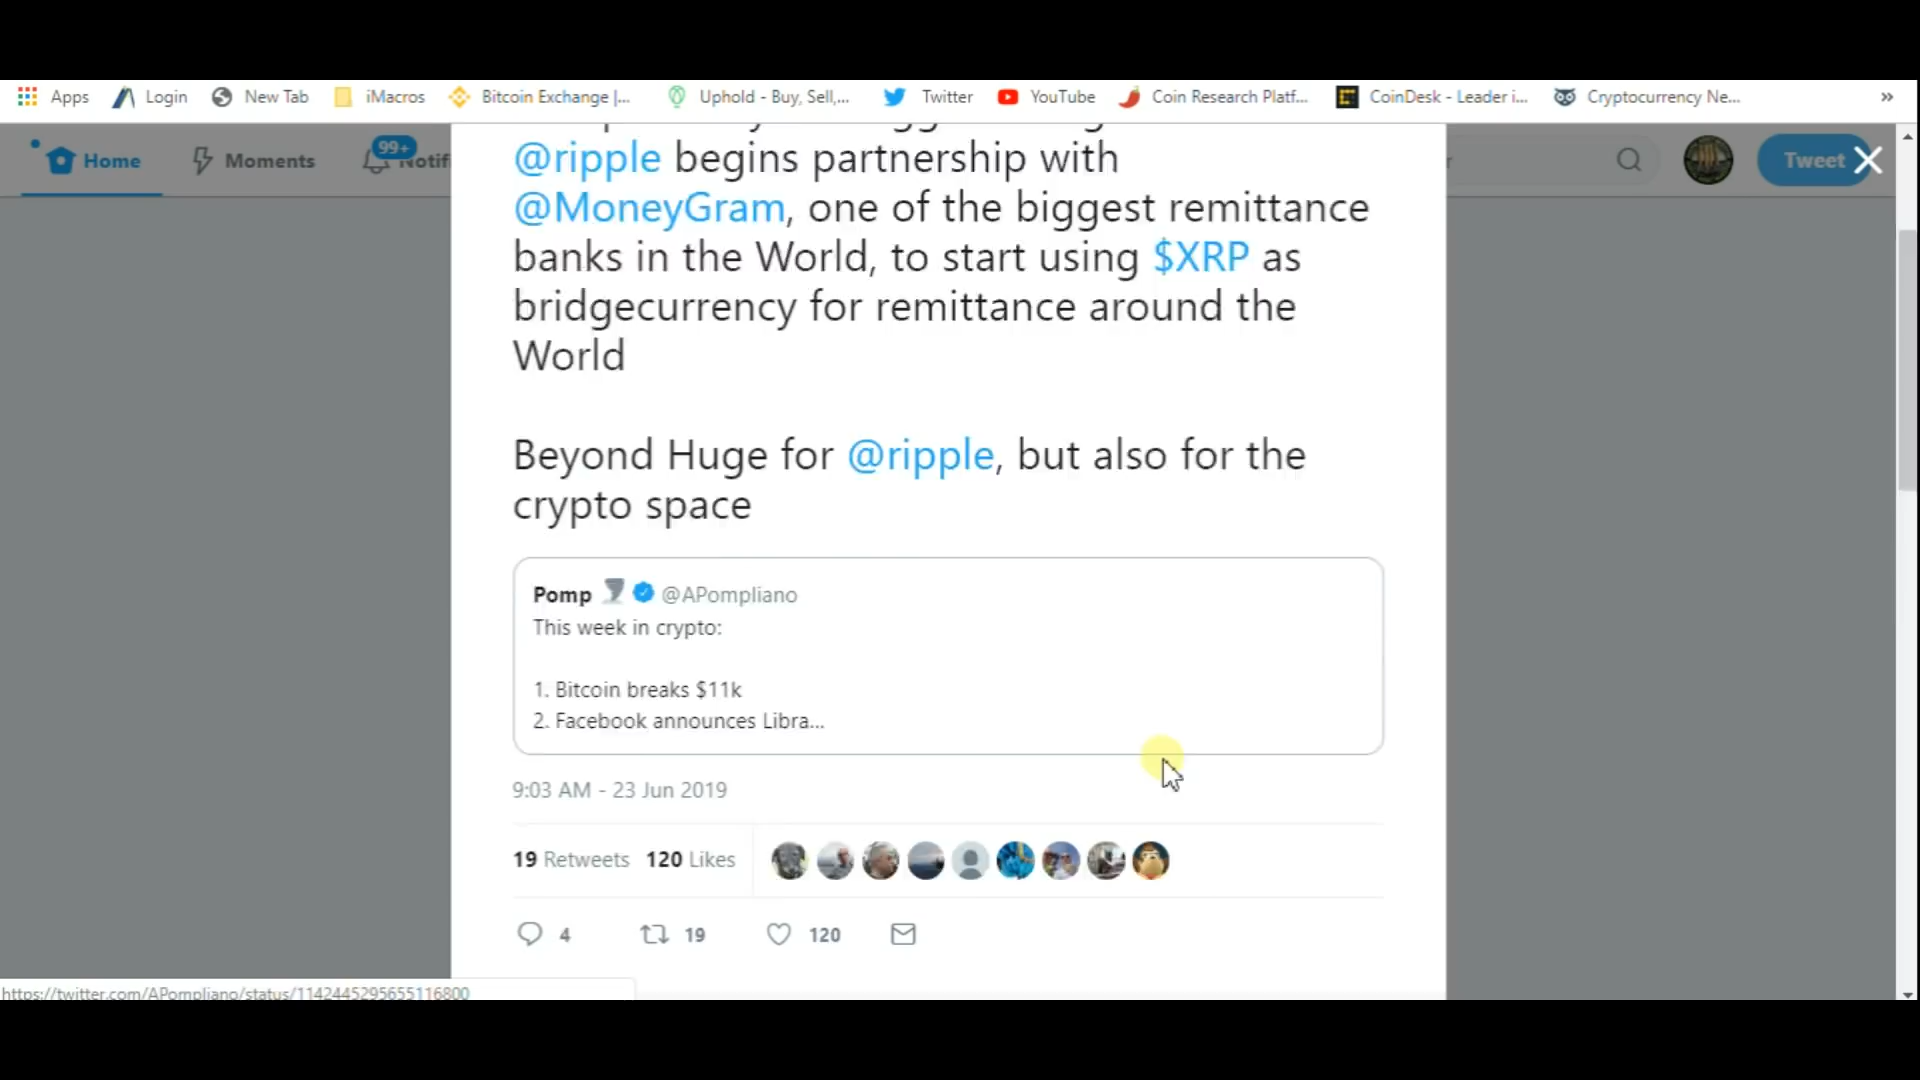 Apps Login New Tab iMacros Bitcoin Exchange |... Uphold - Buy, Sell,... Twitter YouTube Coin Research Platf... CoinDesk - Leader i... Cryptocurrency Ne... »
Home Moments 99+ Notif Tweet
@ripple begins partnership with
@MoneyGram, one of the biggest remittance
banks in the World, to start using $XRP as
bridgecurrency for remittance around the
World
Beyond Huge for @ripple, but also for the
crypto space
Pomp @APompliano
This week in crypto:
1. Bitcoin breaks $11k
2. Facebook announces Libra...
9:03 AM - 23 Jun 2019
19 Retweets 120 Likes
4 19 120
https://twitter.com/APompliano/status/1142445295655116800